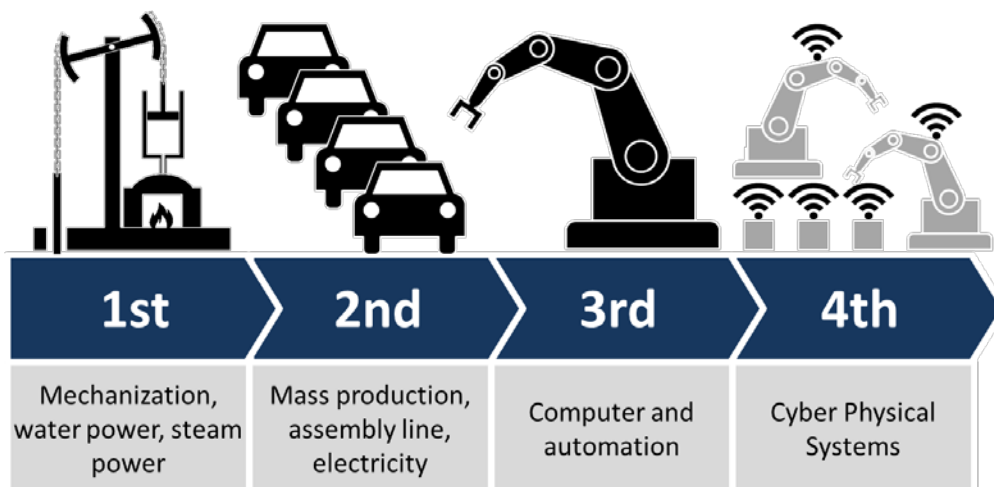 1st
2nd
3rd
4th
Mechanization,
water power, steam
power
Mass production,
assembly line,
electricity
Computer and
automation
Cyber Physical
Systems